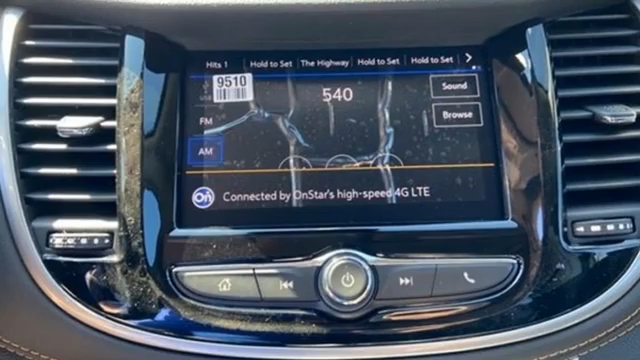 Hits 1 Hold to Set The Highway Hold to Set Hold to Set
9510
540
Sound
Browse
FM
AM
On Connected by OnStar's high-speed 4G LTE